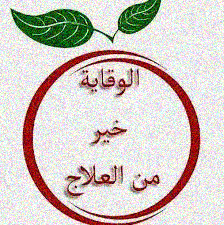 الوقاية
خير
من العلاج